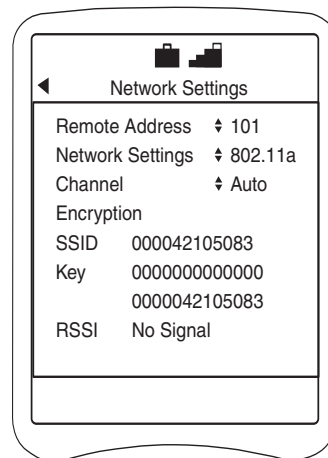 Network Settings
Remote Address 101
Network Settings 802.11a
Channel Auto
Encryption
SSID 000042105083
Key 0000000000000
0000042105083
RSSI No Signal